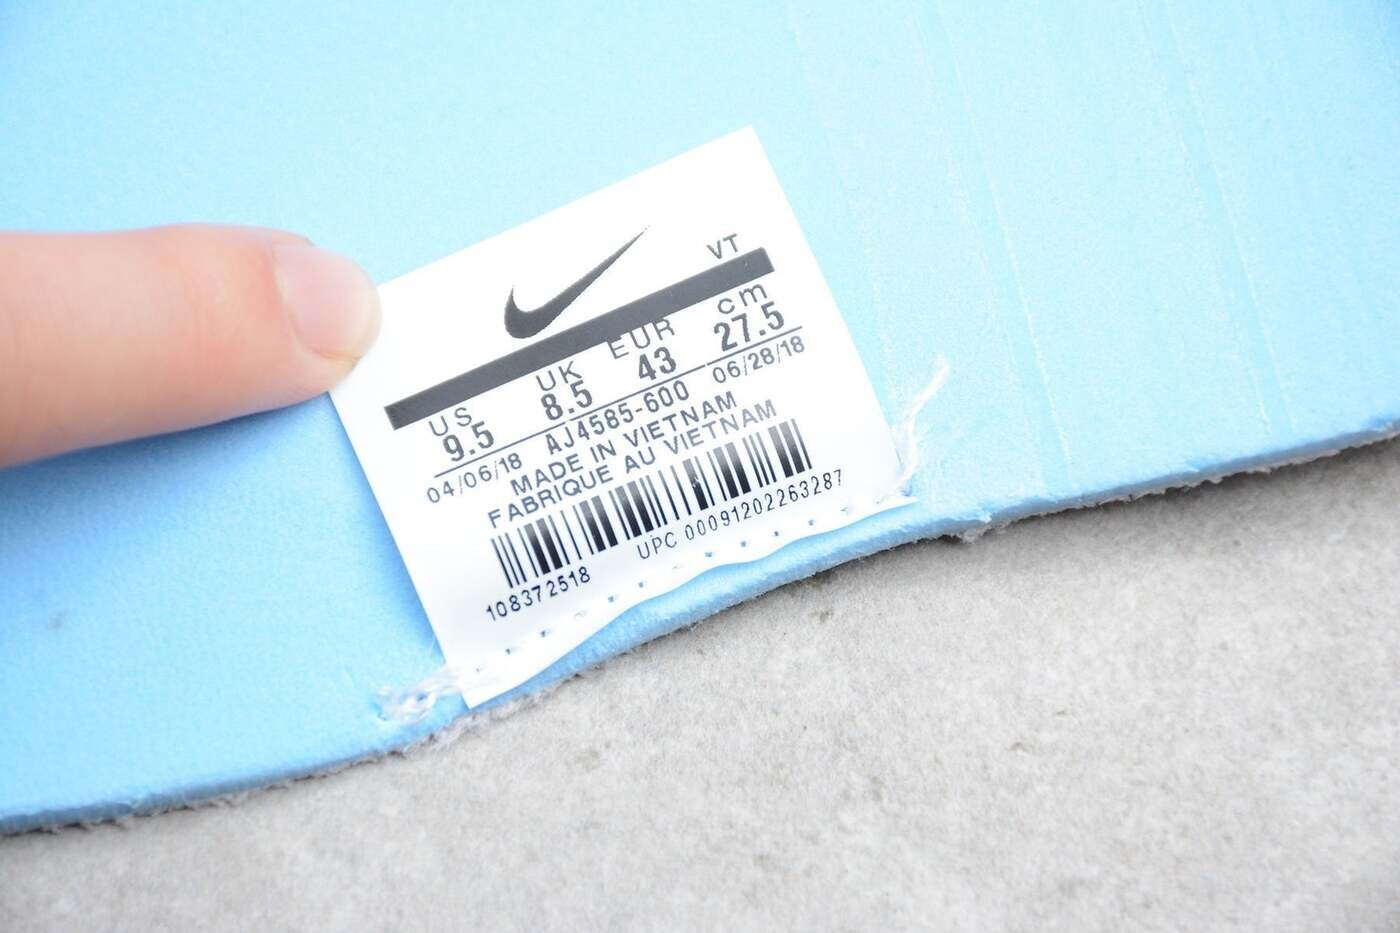 VT
US UK EUR cm
9.5 8.5 43 27.5
04/06/18 AJ4585-600 06/28/18
MADE IN VIETNAM
FABRIQUE AU VIETNAM
108372518 UPC 00091202263287